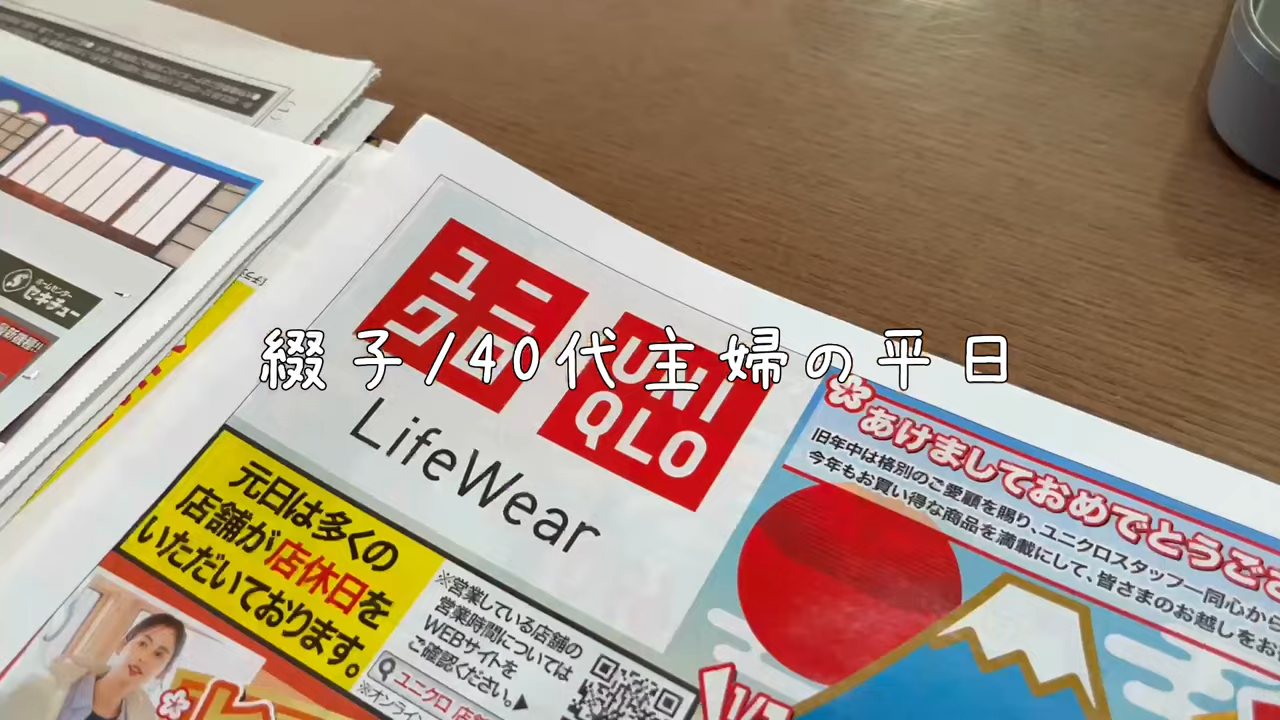 ホームセンター
セキチュー
ユニ
クロ
UNI
QLO
LifeWear
綴子/40代主婦の平日
元日は多くの
店舗が店休日を
いただいております。
※営業している店舗の
営業時間については
WEBサイトを
ご確認ください。▶
ユニクロ 店
※オンライン
あけましておめでとうござ
旧年中は格別のご愛顧を賜り、ユニクロスタッフ一同心から
今年もお買い得な商品を満載にして、皆さまのお越しをお